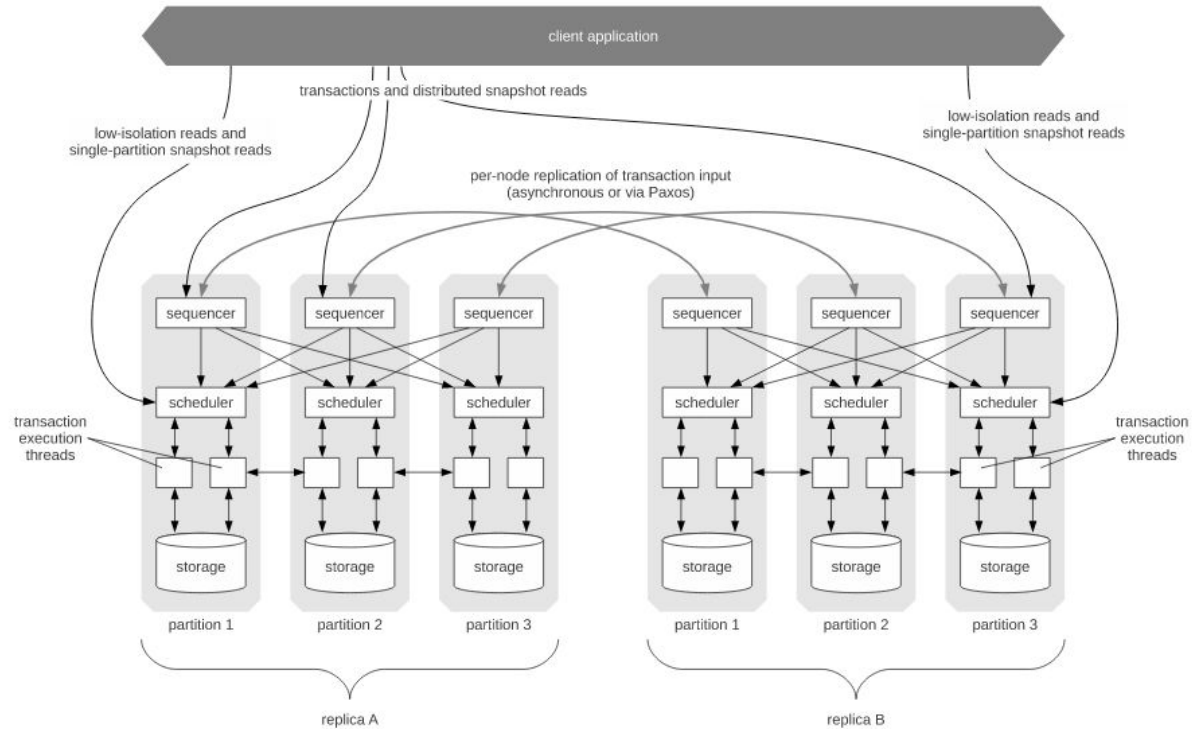 client application
transactions and distributed snapshot reads
low-isolation reads and
single-partition snapshot reads
low-isolation reads and
single-partition snapshot reads
per-node replication of transaction input
(asynchronous or via Paxos)
sequencer
sequencer
sequencer
sequencer
sequencer
sequencer
scheduler
scheduler
scheduler
scheduler
scheduler
scheduler
transaction
execution
threads
transaction
execution
threads
storage
storage
storage
storage
storage
storage
partition 1
partition 2
partition 3
partition 1
partition 2
partition 3
replica A
replica B